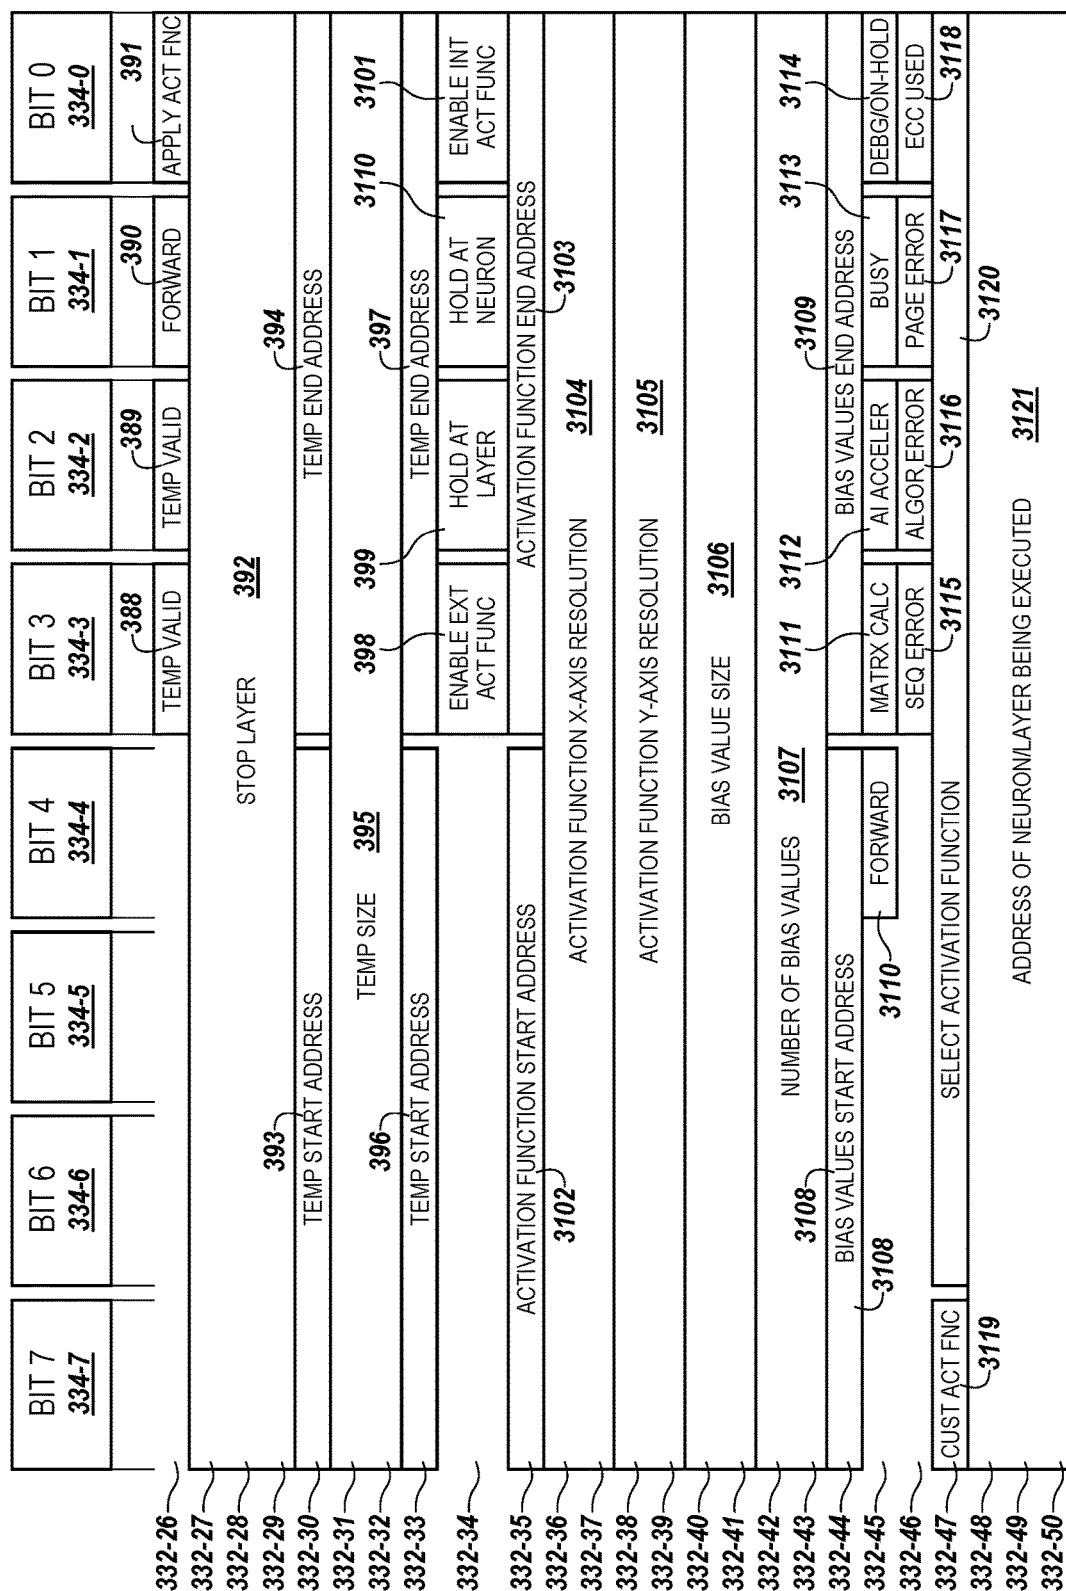 BIT 7
334-7
BIT 6
334-6
BIT 5
334-5
BIT 4
334-4
BIT 3
334-3
BIT 2
334-2
BIT 1
334-1
BIT 0
334-0
388
389
390
391
332-26
TEMP VALID
TEMP VALID
FORWARD
APPLY ACT FNC
332-27
332-28
STOP LAYER
392
332-29
393
394
332-30
TEMP START ADDRESS
TEMP END ADDRESS
332-31
TEMP SIZE
395
332-32
396
397
332-33
TEMP START ADDRESS
TEMP END ADDRESS
398
399
3110
3101
332-34
ENABLE EXT
ACT FUNC
HOLD AT
LAYER
HOLD AT
NEURON
ENABLE INT
ACT FUNC
332-35
ACTIVATION FUNCTION START ADDRESS
ACTIVATION FUNCTION END ADDRESS
3102
3103
332-36
332-37
ACTIVATION FUNCTION X-AXIS RESOLUTION
3104
332-38
332-39
ACTIVATION FUNCTION Y-AXIS RESOLUTION
3105
332-40
332-41
BIAS VALUE SIZE
3106
332-42
332-43
NUMBER OF BIAS VALUES
3107
3108
3109
332-44
BIAS VALUES START ADDRESS
BIAS VALUES END ADDRESS
3108
3110
3111
3112
3113
3114
332-45
FORWARD
MATRX CALC
AI ACCELER
BUSY
DEBG/ON-HOLD
332-46
SEQ ERROR
ALGOR ERROR
PAGE ERROR
ECC USED
3115
3116
3117
3118
332-47
CUST ACT FNC
SELECT ACTIVATION FUNCTION
3119
3120
332-48
332-49
332-50
ADDRESS OF NEURON/LAYER BEING EXECUTED
3121